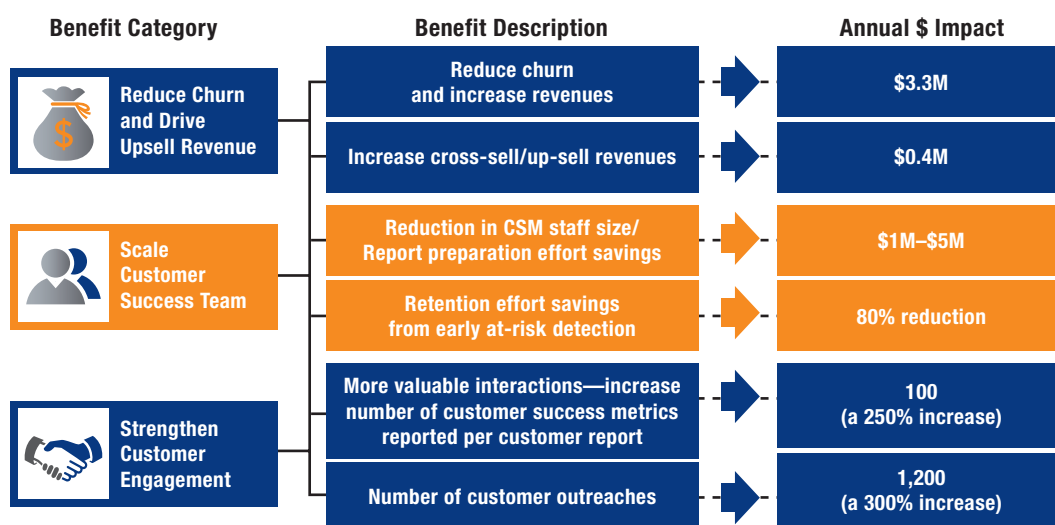 Benefit Category
Benefit Description
Annual $ Impact
Reduce Churn
and Drive
Upsell Revenue
$
Reduce churn
and increase revenues
$3.3M
Increase cross-sell/up-sell revenues
$0.4M
Scale
Customer
Success Team
Reduction in CSM staff size/
Report preparation effort savings
$1M–$5M
Retention effort savings
from early at-risk detection
80% reduction
Strengthen
Customer
Engagement
More valuable interactions—increase
number of customer success metrics
reported per customer report
100
(a 250% increase)
Number of customer outreaches
1,200
(a 300% increase)